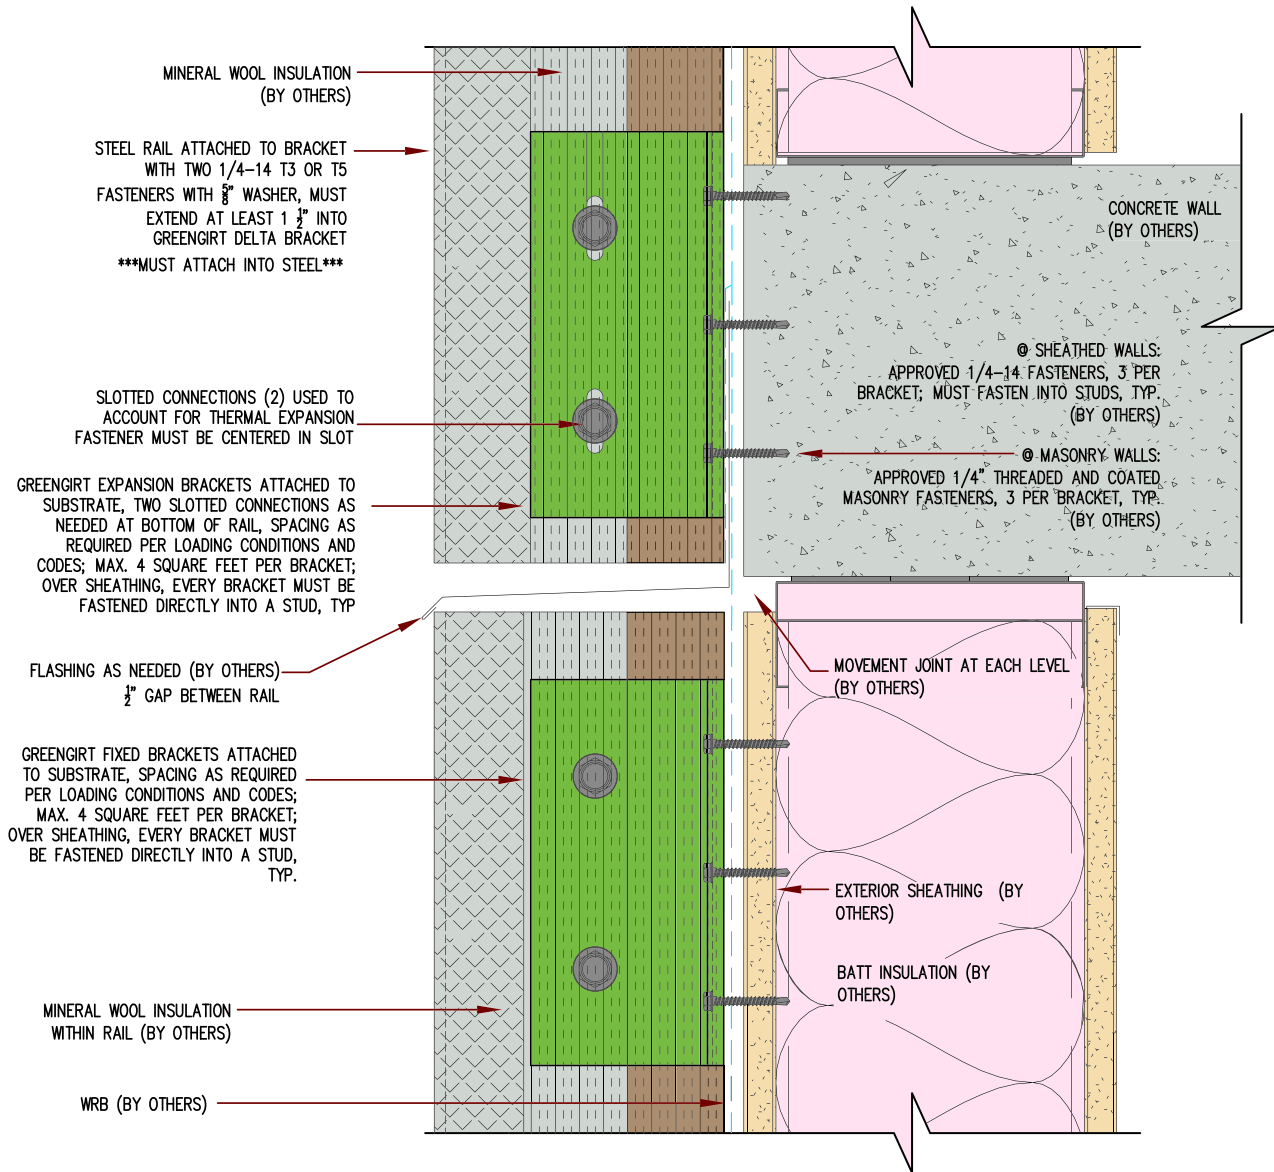 MINERAL WOOL INSULATION
(BY OTHERS)
STEEL RAIL ATTACHED TO BRACKET
WITH TWO 1/4-14 T3 OR T5
FASTENERS WITH 5/8" WASHER, MUST
EXTEND AT LEAST 1 1/2" INTO
GREENGIRT DELTA BRACKET
***MUST ATTACH INTO STEEL***
SLOTTED CONNECTIONS (2) USED TO
ACCOUNT FOR THERMAL EXPANSION
FASTENER MUST BE CENTERED IN SLOT
GREENGIRT EXPANSION BRACKETS ATTACHED TO
SUBSTRATE, TWO SLOTTED CONNECTIONS AS
NEEDED AT BOTTOM OF RAIL, SPACING AS
REQUIRED PER LOADING CONDITIONS AND
CODES; MAX. 4 SQUARE FEET PER BRACKET;
OVER SHEATHING, EVERY BRACKET MUST BE
FASTENED DIRECTLY INTO A STUD, TYP
FLASHING AS NEEDED (BY OTHERS)
1/2" GAP BETWEEN RAIL
GREENGIRT FIXED BRACKETS ATTACHED
TO SUBSTRATE, SPACING AS REQUIRED
PER LOADING CONDITIONS AND CODES;
MAX. 4 SQUARE FEET PER BRACKET;
OVER SHEATHING, EVERY BRACKET MUST
BE FASTENED DIRECTLY INTO A STUD,
TYP.
MINERAL WOOL INSULATION
WITHIN RAIL (BY OTHERS)
WRB (BY OTHERS)
CONCRETE WALL
(BY OTHERS)
@ SHEATHED WALLS:
APPROVED 1/4-14 FASTENERS, 3 PER
BRACKET; MUST FASTEN INTO STUDS, TYP.
(BY OTHERS)
@ MASONRY WALLS:
APPROVED 1/4" THREADED AND COATED
MASONRY FASTENERS, 3 PER BRACKET, TYP.
(BY OTHERS)
MOVEMENT JOINT AT EACH LEVEL
(BY OTHERS)
EXTERIOR SHEATHING (BY
OTHERS)
BATT INSULATION (BY
OTHERS)